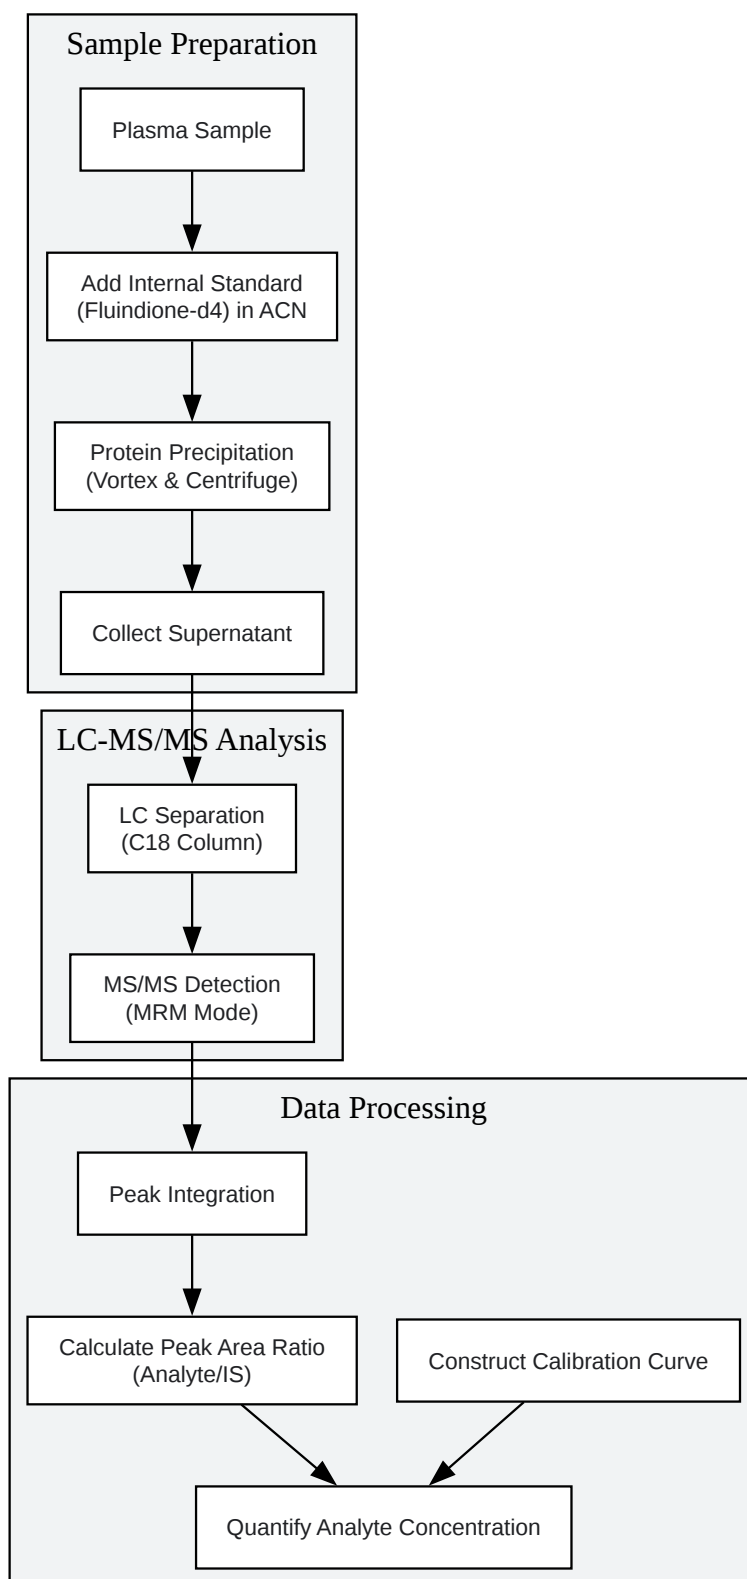 Sample Preparation
Plasma Sample
Add Internal Standard
(Fluindione-d4) in ACN
Protein Precipitation
(Vortex & Centrifuge)
Collect Supernatant
LC-MS/MS Analysis
LC Separation
(C18 Column)
MS/MS Detection
(MRM Mode)
Data Processing
Peak Integration
Calculate Peak Area Ratio
(Analyte/IS)
Construct Calibration Curve
Quantify Analyte Concentration